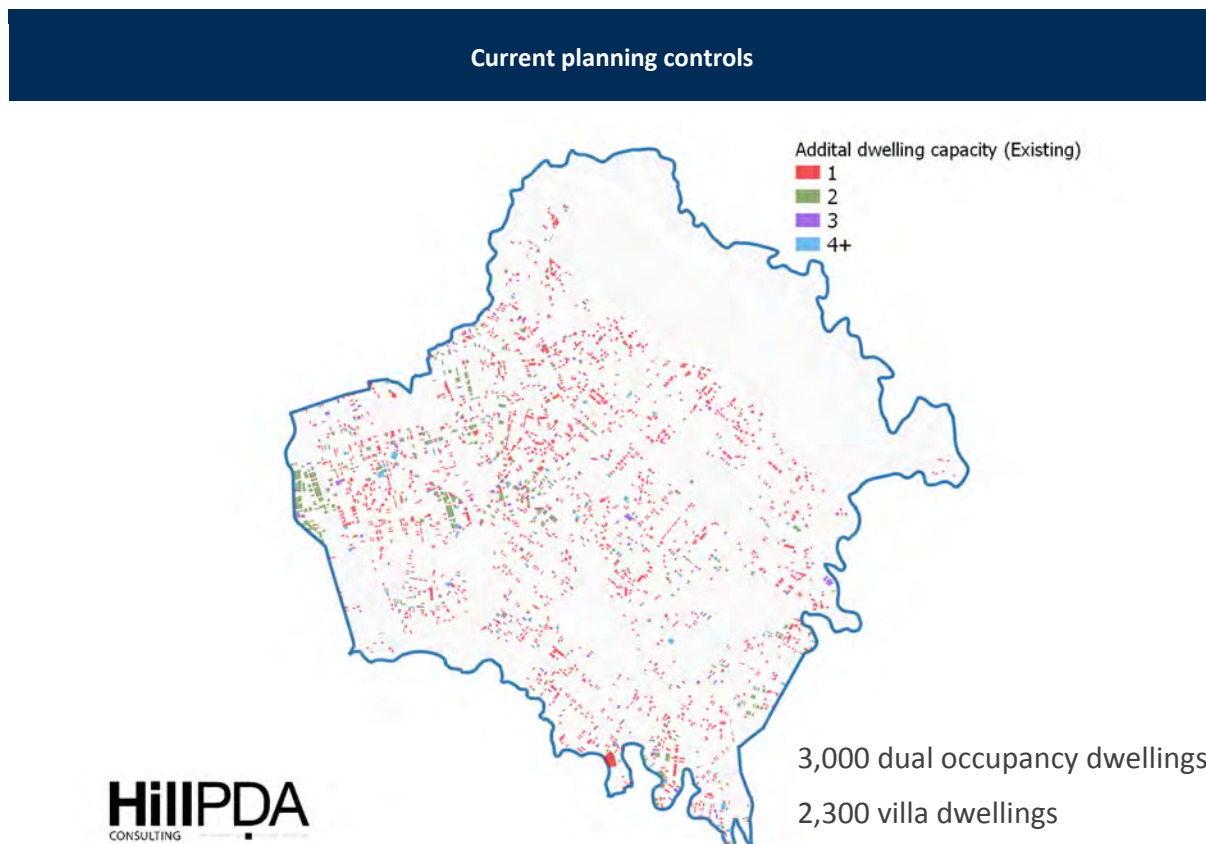 Current planning controls
Addital dwelling capacity (Existing)
1
2
3
4+
3,000 dual occupancy dwellings
2,300 villa dwellings
HillPDA
CONSULTING